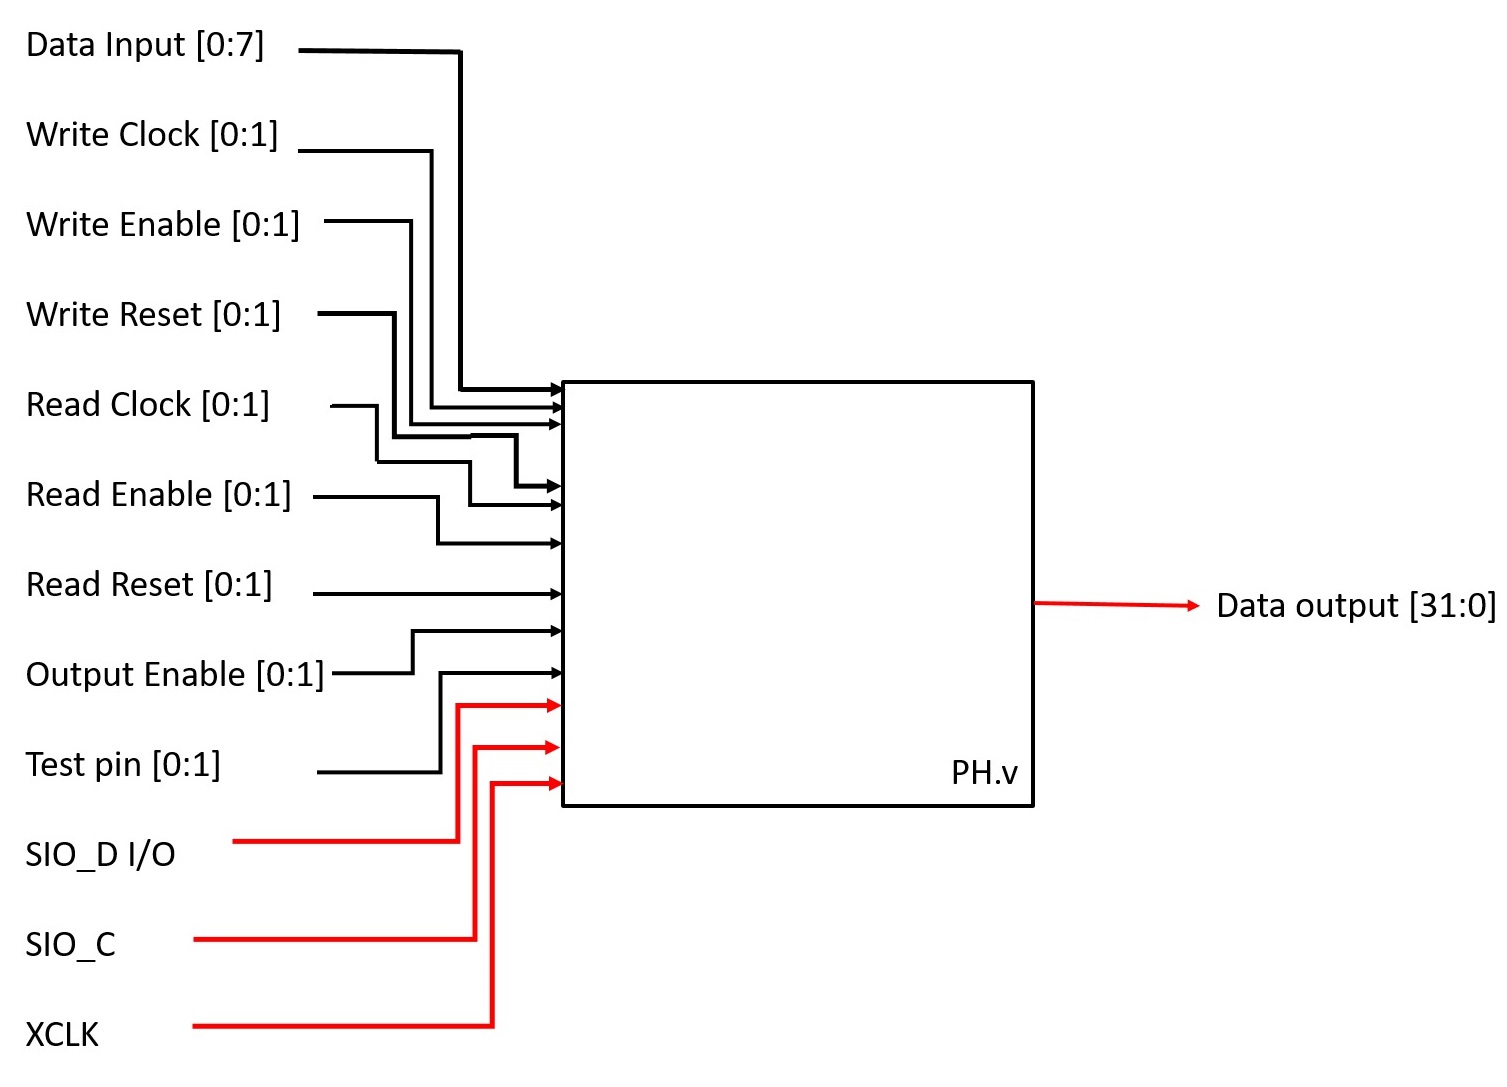 Data Input [0:7]
Write Clock [0:1]
Write Enable [0:1]
Write Reset [0:1]
Read Clock [0:1]
Read Enable [0:1]
Read Reset [0:1]
Output Enable [0:1]
Test pin [0:1]
SIO_D I/O
SIO_C
XCLK
PH.v
Data output [31:0]